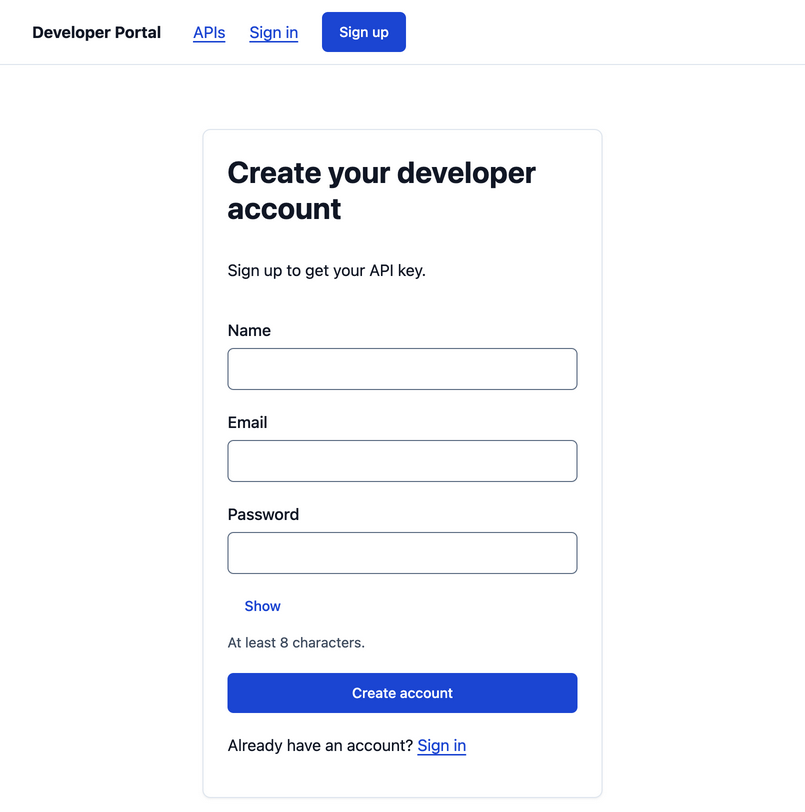 Developer Portal APIs Sign in Sign up
Create your developer
account
Sign up to get your API key.
Name
Email
Password
Show
At least 8 characters.
Create account
Already have an account? Sign in